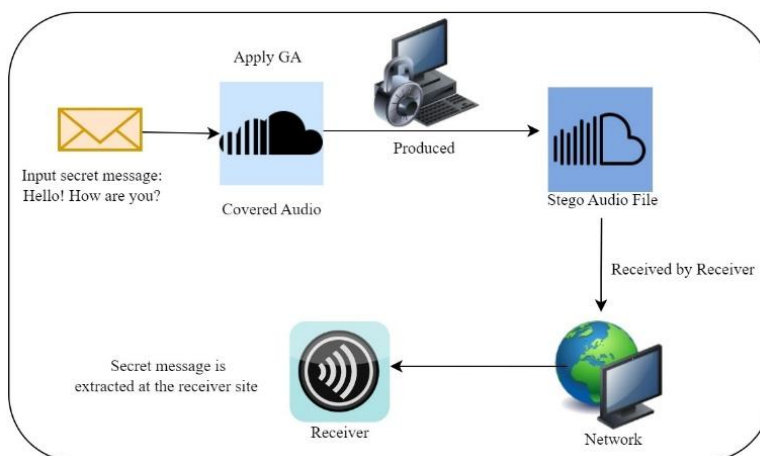 Apply GA
Input secret message:
Hello! How are you?
Covered Audio
Produced
Stego Audio File
Received by Receiver
Secret message is
extracted at the receiver site
Receiver
Network